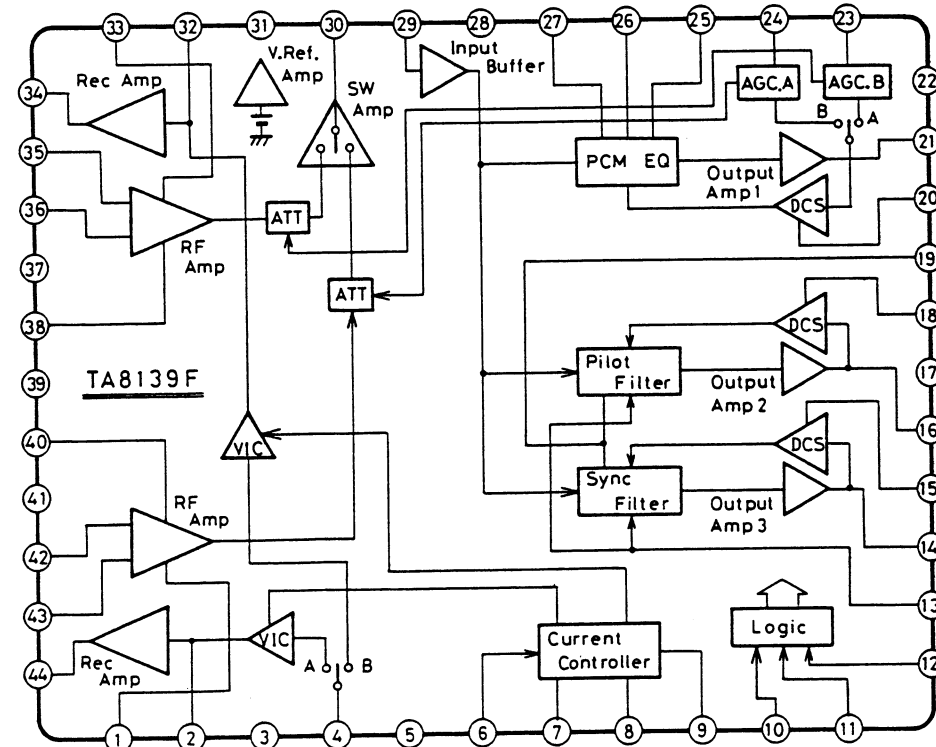 33 32 31 30 29 28 27 26 25 24 23
Rec Amp
V.Ref.
Amp
SW
Amp
Input
Buffer
AGC.A
AGC.B
22
34
B
A
35
PCM EQ
Output
Amp1
21
36
ATT
DCS
20
RF
Amp
37
19
38
ATT
DCS
18
39
TA8139F
Pilot
Filter
Output
Amp2
17
16
40
VIC
DCS
41
RF
Amp
Sync
Filter
Output
Amp3
15
42
14
43
13
VIC
A
B
Current
Controller
Logic
44
Rec
Amp
12
1 2 3 4 5 6 7 8 9 10 11